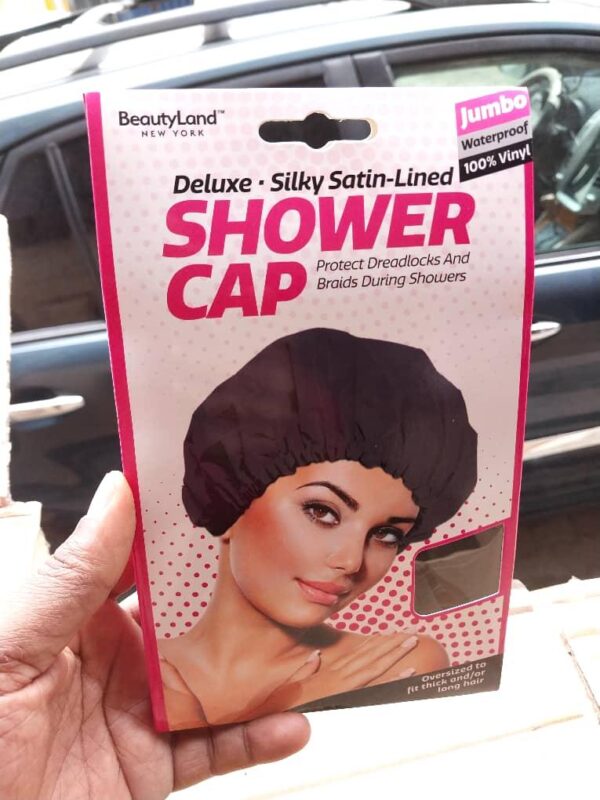 BeautyLand™
NEW YORK
Jumbo
Waterproof
100% Vinyl
Deluxe · Silky Satin-Lined
SHOWER
CAP
Protect Dreadlocks And
Braids During Showers
Oversized to
fit thick and/or
long hair